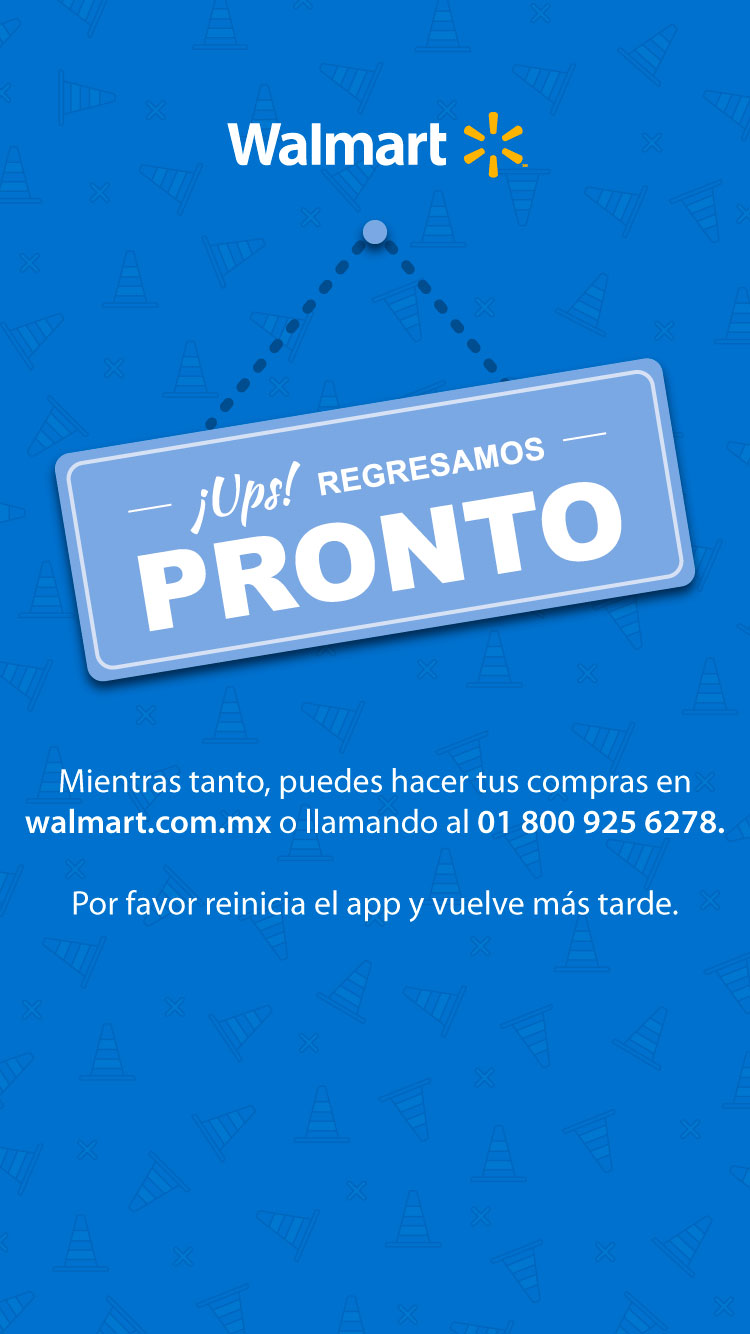 Walmart
¡Ups! REGRESAMOS
PRONTO
Mientras tanto, puedes hacer tus compras en
walmart.com.mx o llamando al 01 800 925 6278.
Por favor reinicia el app y vuelve más tarde.